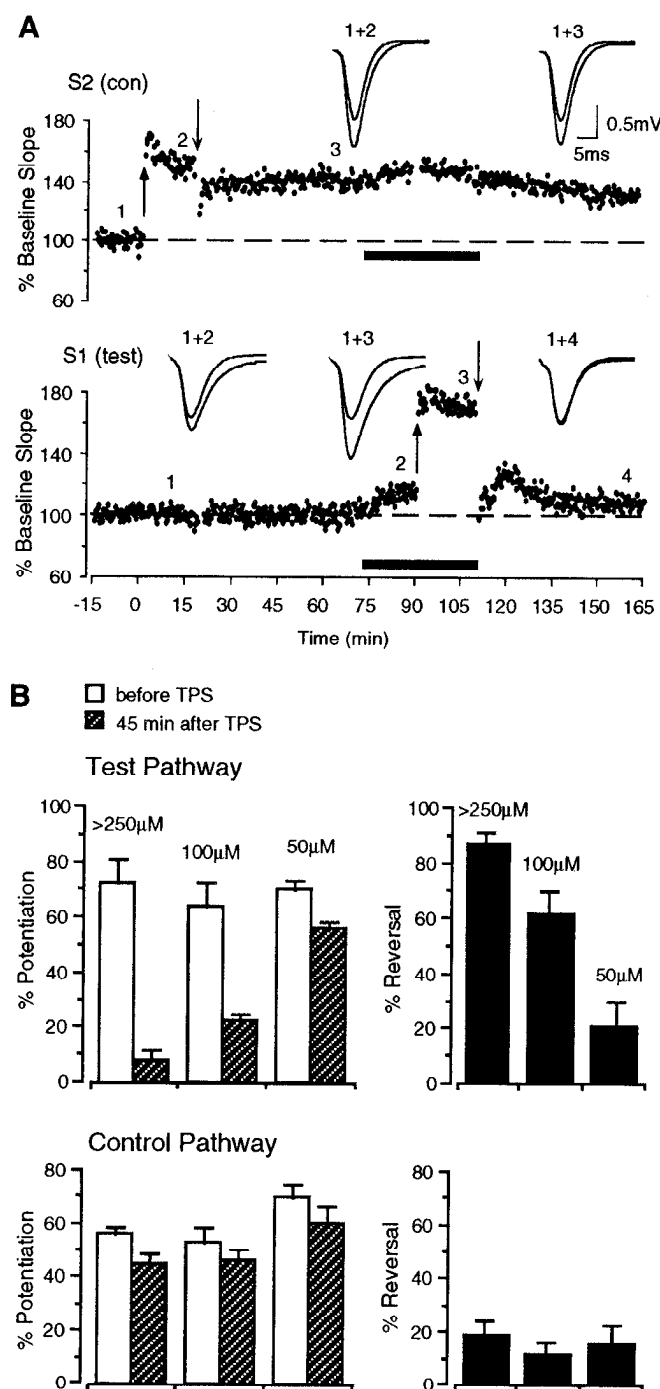 A
S2 (con)
1+2
1+3
0.5mV
5ms
% Baseline Slope
180
140
100
60
1
2
3
S1 (test)
1+2
1+3
1+4
% Baseline Slope
180
140
100
60
1
2
3
4
-15 0 15 30 45 60 75 90 105 120 135 150 165
Time (min)
B
before TPS
45 min after TPS
Test Pathway
% Potentiation
100
80
60
40
20
0
>250µM
100µM
50µM
% Reversal
100
80
60
40
20
0
>250µM
100µM
50µM
Control Pathway
% Potentiation
80
60
40
20
0
% Reversal
80
60
40
20
0